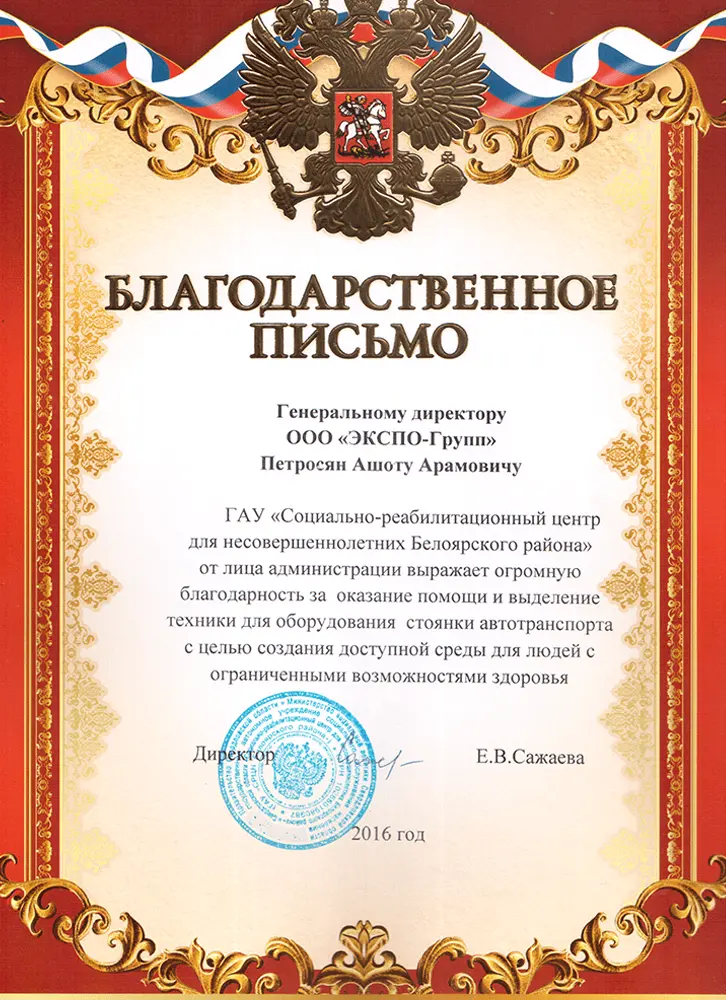 БЛАГОДАРСТВЕННОЕ
ПИСЬМО
Генеральному директору
ООО «ЭКСПО-Групп»
Петросян Ашоту Арамовичу
ГАУ «Социально-реабилитационный центр
для несовершеннолетних Белоярского района»
от лица администрации выражает огромную
благодарность за оказание помощи и выделение
техники для оборудования стоянки автотранспорта
с целью создания доступной среды для людей с
ограниченными возможностями здоровья
Директор Е.В.Сажаева
2016 год